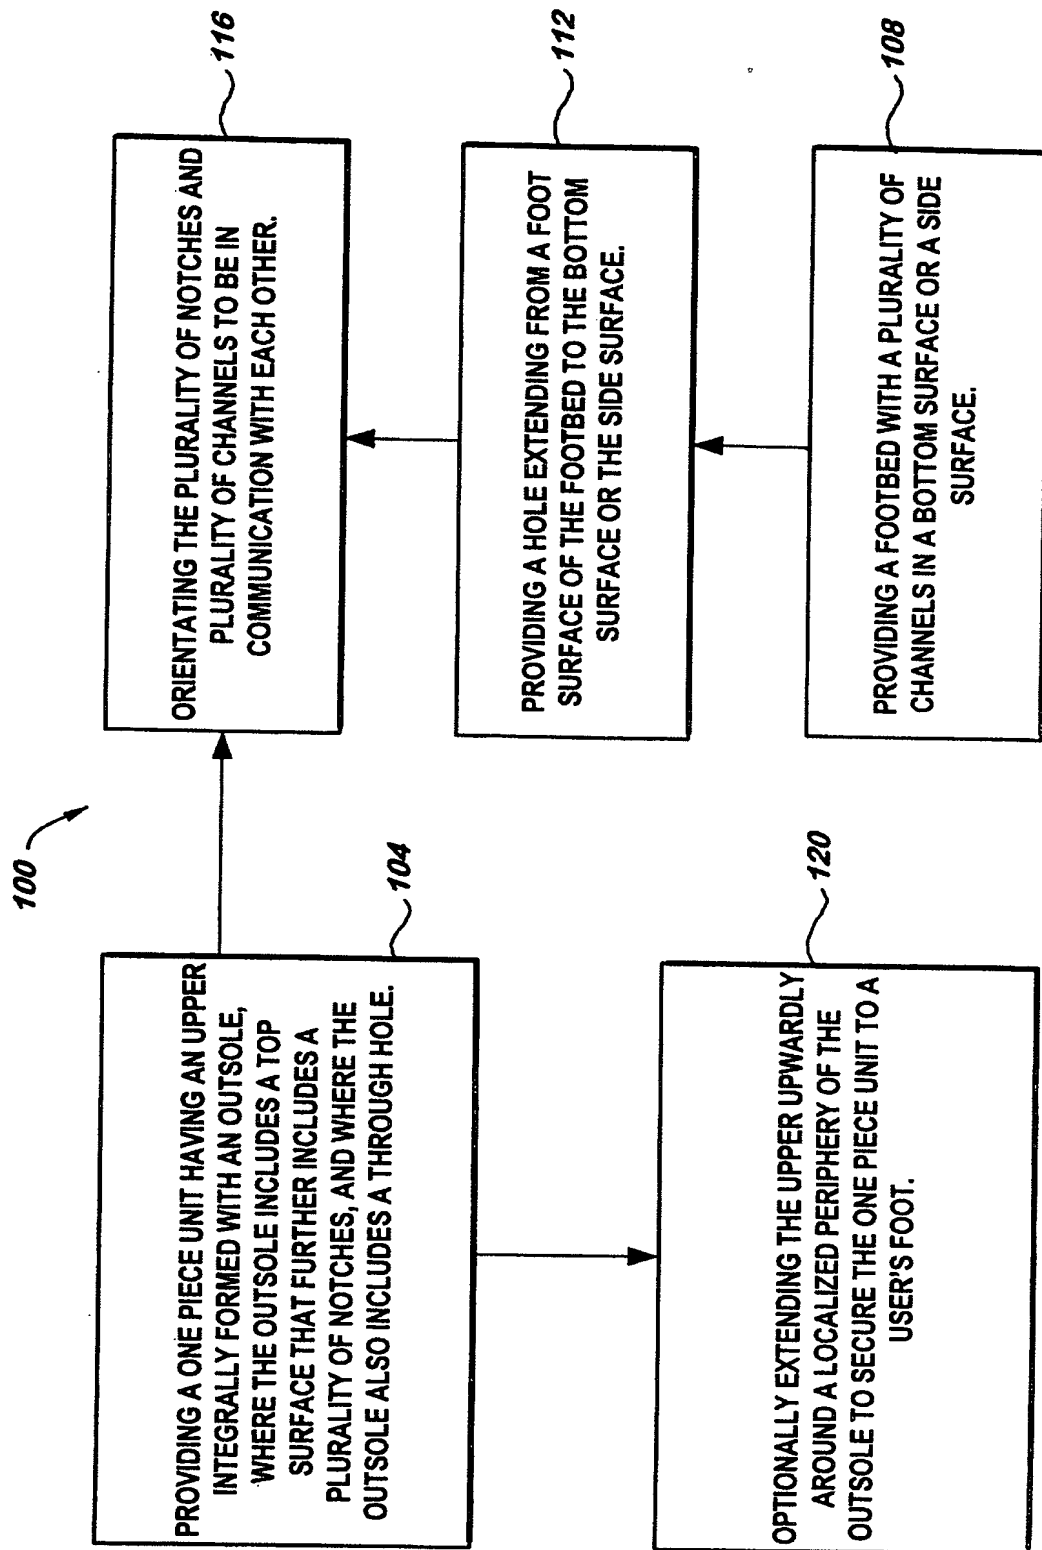 100
104
PROVIDING A ONE PIECE UNIT HAVING AN UPPER
INTEGRALLY FORMED WITH AN OUTSOLE,
WHERE THE OUTSOLE INCLUDES A TOP
SURFACE THAT FURTHER INCLUDES A
PLURALITY OF NOTCHES, AND WHERE THE
OUTSOLE ALSO INCLUDES A THROUGH HOLE.
116
ORIENTATING THE PLURALITY OF NOTCHES AND
PLURALITY OF CHANNELS TO BE IN
COMMUNICATION WITH EACH OTHER.
112
PROVIDING A HOLE EXTENDING FROM A FOOT
SURFACE OF THE FOOTBED TO THE BOTTOM
SURFACE OR THE SIDE SURFACE.
108
PROVIDING A FOOTBED WITH A PLURALITY OF
CHANNELS IN A BOTTOM SURFACE OR A SIDE
SURFACE.
120
OPTIONALLY EXTENDING THE UPPER UPWARDLY
AROUND A LOCALIZED PERIPHERY OF THE
OUTSOLE TO SECURE THE ONE PIECE UNIT TO A
USER'S FOOT.